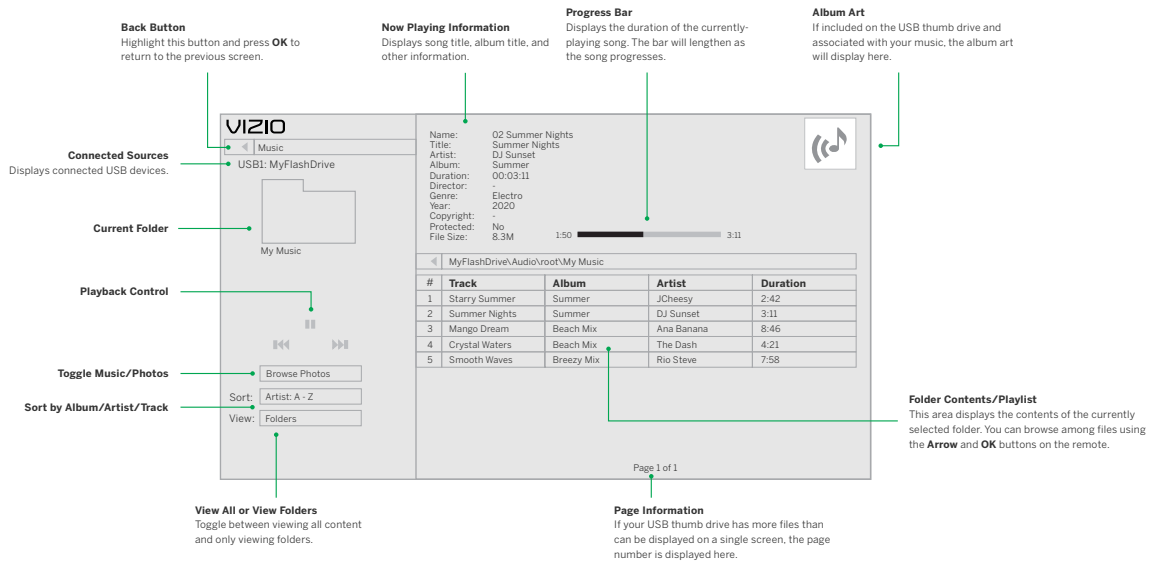 Back Button
Highlight this button and press OK to
return to the previous screen.
Now Playing Information
Displays song title, album title, and
other information.
Progress Bar
Displays the duration of the currently-
playing song. The bar will lengthen as
the song progresses.
Album Art
If included on the USB thumb drive and
associated with your music, the album art
will display here.
Connected Sources
Displays connected USB devices.
Current Folder
Playback Control
Toggle Music/Photos
Sort by Album/Artist/Track
VIZIO
Music
USB1: MyFlashDrive
My Music
Browse Photos
Sort: Artist: A - Z
View: Folders
Name: 02 Summer Nights
Title: Summer Nights
Artist: DJ Sunset
Album: Summer
Duration: 00:03:11
Director: -
Genre: Electro
Year: 2020
Copyright: -
Protected: No
File Size: 8.3M
1:50 3:11
MyFlashDrive\Audio\root\My Music
# Track Album Artist Duration
1 Starry Summer Summer JCheesy 2:42
2 Summer Nights Summer DJ Sunset 3:11
3 Mango Dream Beach Mix Ana Banana 8:46
4 Crystal Waters Beach Mix The Dash 4:21
5 Smooth Waves Breezy Mix Rio Steve 7:58
Page 1 of 1
Folder Contents/Playlist
This area displays the contents of the currently
selected folder. You can browse among files using
the Arrow and OK buttons on the remote.
View All or View Folders
Toggle between viewing all content
and only viewing folders.
Page Information
If your USB thumb drive has more files than
can be displayed on a single screen, the page
number is displayed here.